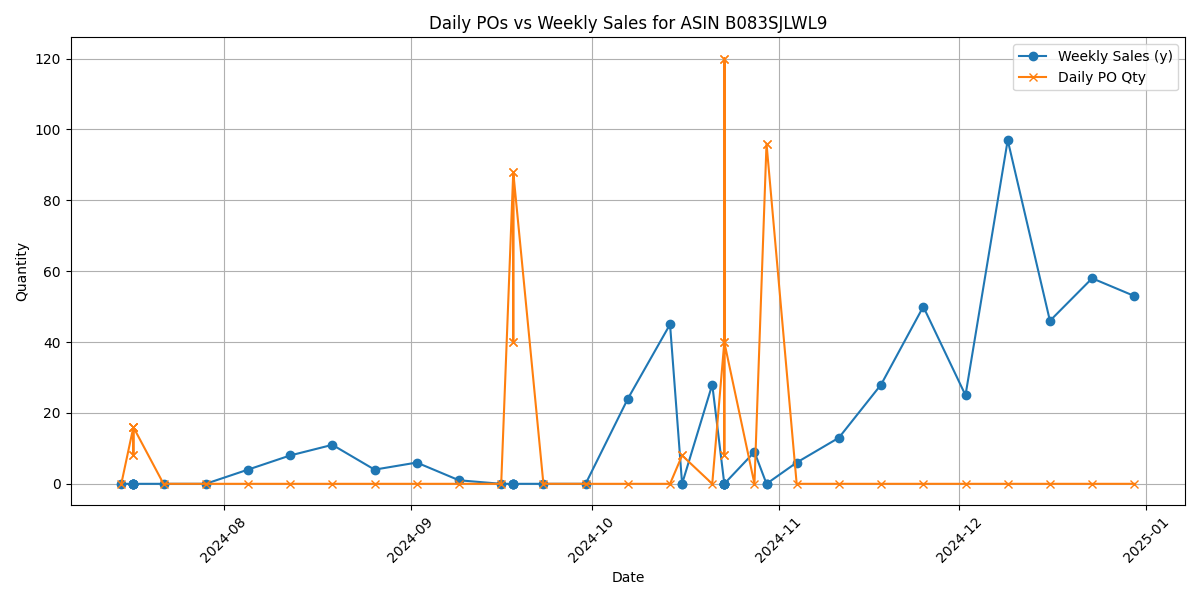 Daily POs vs Weekly Sales for ASIN B083SJLWL9
Weekly Sales (y)
Daily PO Qty
Quantity
120
100
80
60
40
20
0
2024-08
2024-09
2024-10
2024-11
2024-12
2025-01
Date